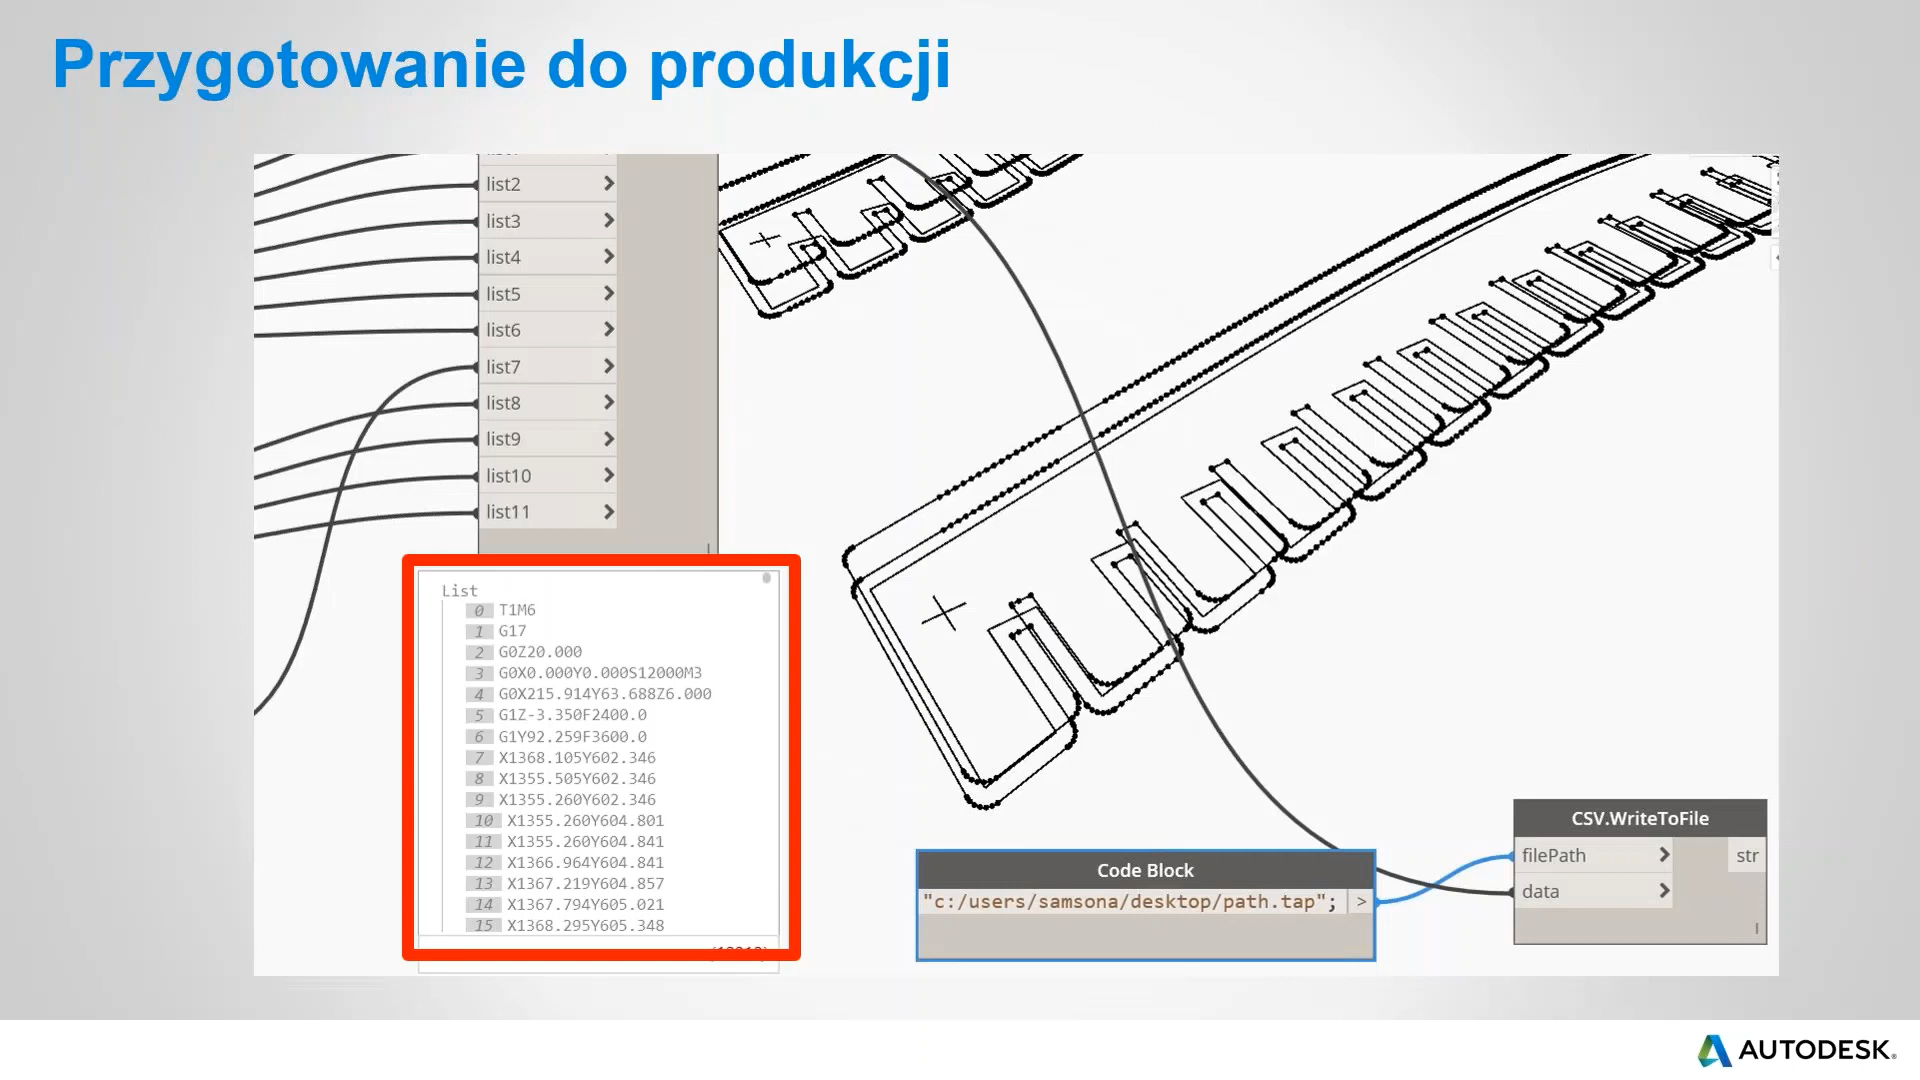 Przygotowanie do produkcji
list2
list3
list4
list5
list6
list7
list8
list9
list10
list11
List
0 T1M6
1 G17
2 G0Z20.000
3 G0X0.000Y0.000S12000M3
4 G0X215.914Y63.688Z6.000
5 G1Z-3.350F2400.0
6 G1Y92.259F3600.0
7 X1368.105Y602.346
8 X1355.505Y602.346
9 X1355.260Y602.346
10 X1355.260Y604.801
11 X1355.260Y604.841
12 X1366.964Y604.841
13 X1367.219Y604.857
14 X1367.794Y605.021
15 X1368.295Y605.348
Code Block
"c:/users/samsona/desktop/path.tap"; >
CSV.WriteToFile
filePath > str
data >
AUTODESK.